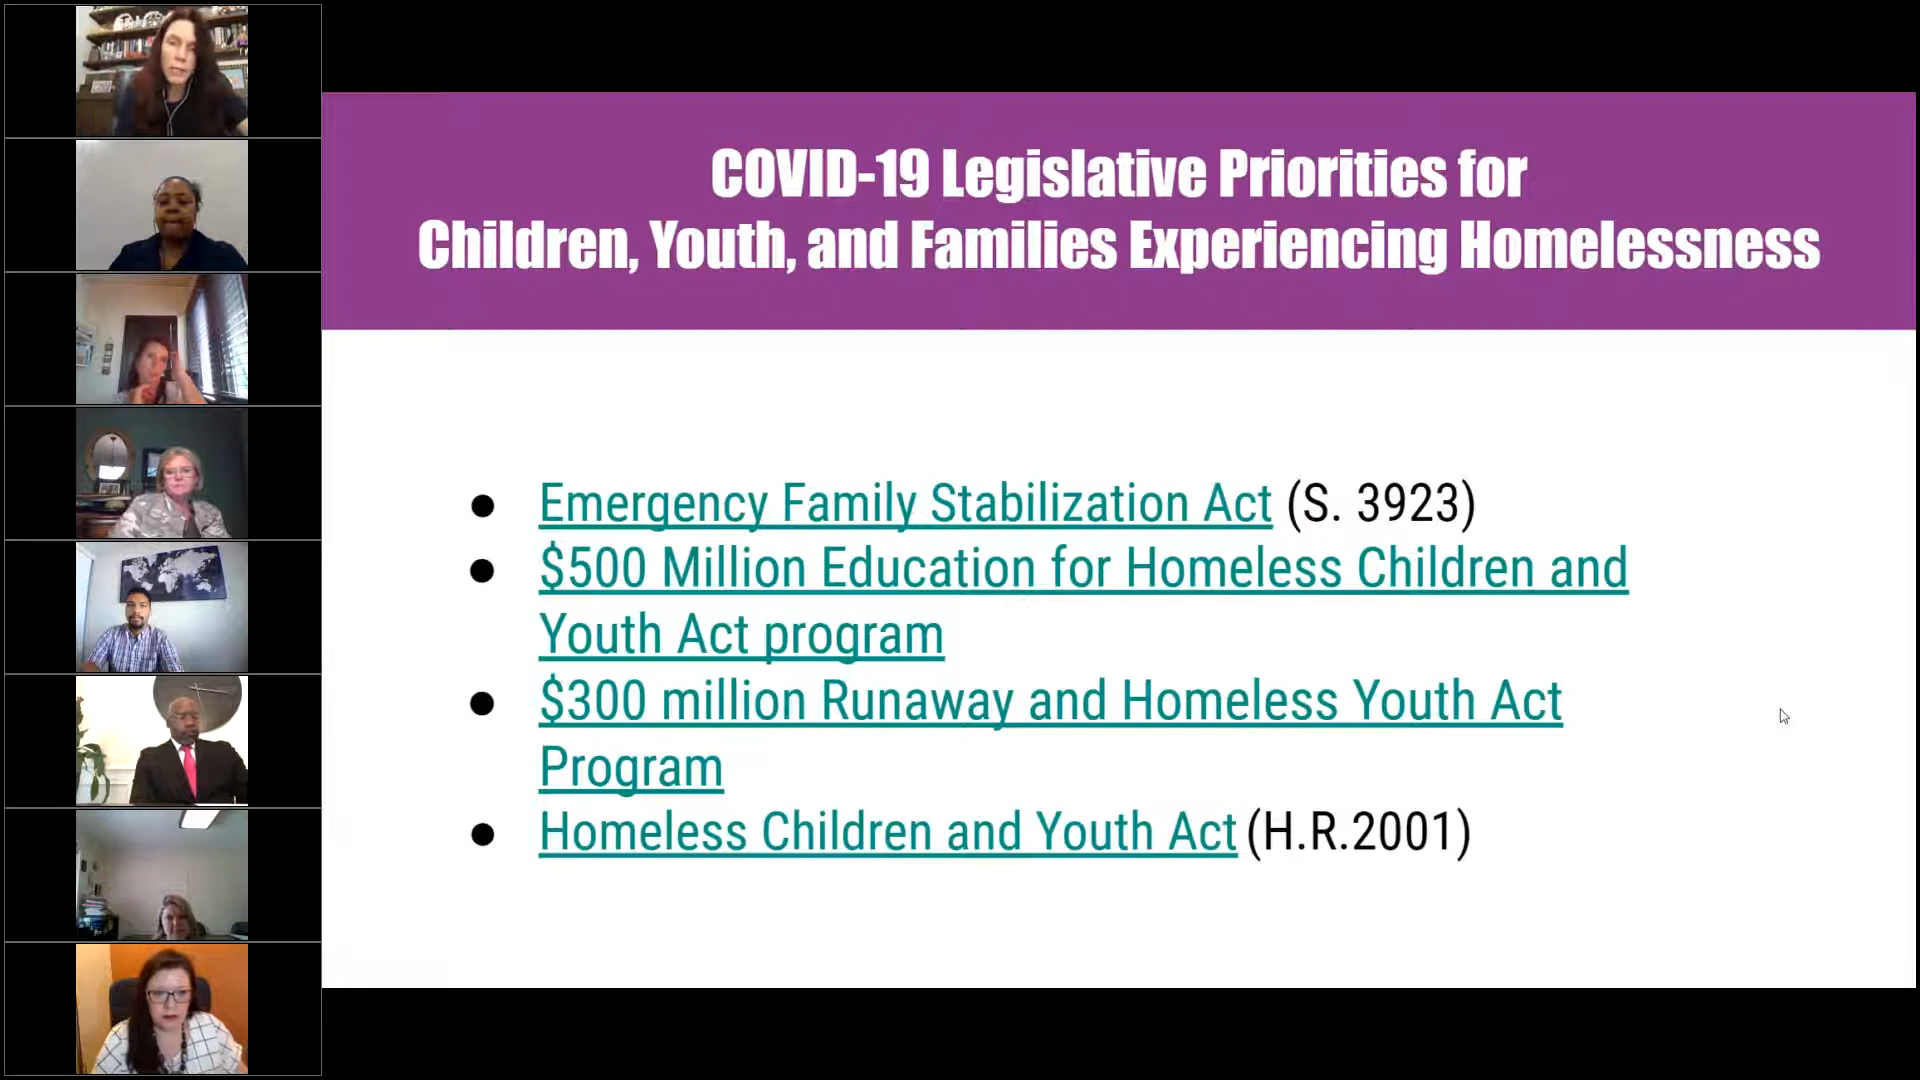 COVID-19 Legislative Priorities for
Children, Youth, and Families Experiencing Homelessness
● Emergency Family Stabilization Act (S. 3923)
● $500 Million Education for Homeless Children and
Youth Act program
● $300 million Runaway and Homeless Youth Act
Program
● Homeless Children and Youth Act (H.R.2001)